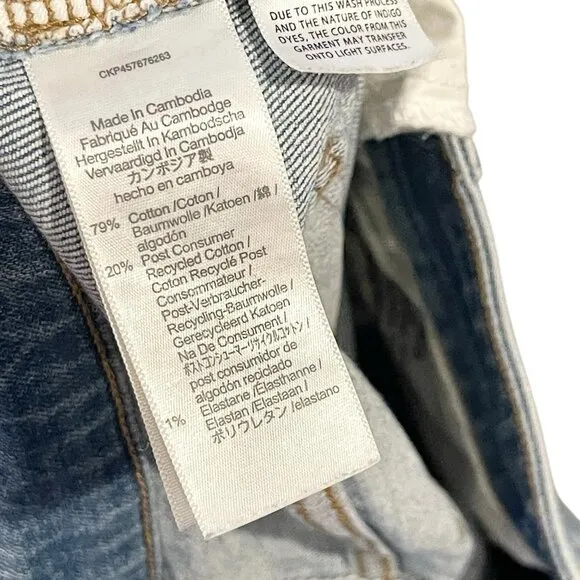 DUE TO THIS WASH PROCESS
AND THE NATURE OF INDIGO
DYES, THE COLOR FROM THIS
GARMENT MAY TRANSFER
ONTO UPHOLSTERY
CKP457676263
Made In Cambodia
Fabriqué Au Cambodge
Hergestellt In Kambodscha
Vervaardigd In Cambodja
カンボジア製
hecho en camboya
79% Cotton /Coton /
Baumwolle /Katoen /綿 /
algodón
20% Post Consumer
Recycled Cotton /
Coton Recyclé Post
Consommateur /
Post-Verbraucher-
Recycling-Baumwolle /
Gerecycleerd Katoen
Na De Consument /
ポストコンシューマーリサイクルコットン /
post consumidor de
algodón reciclado
1% Elastane /Élasthanne /
Elastan /Elastaan /
ポリウレタン /elastano